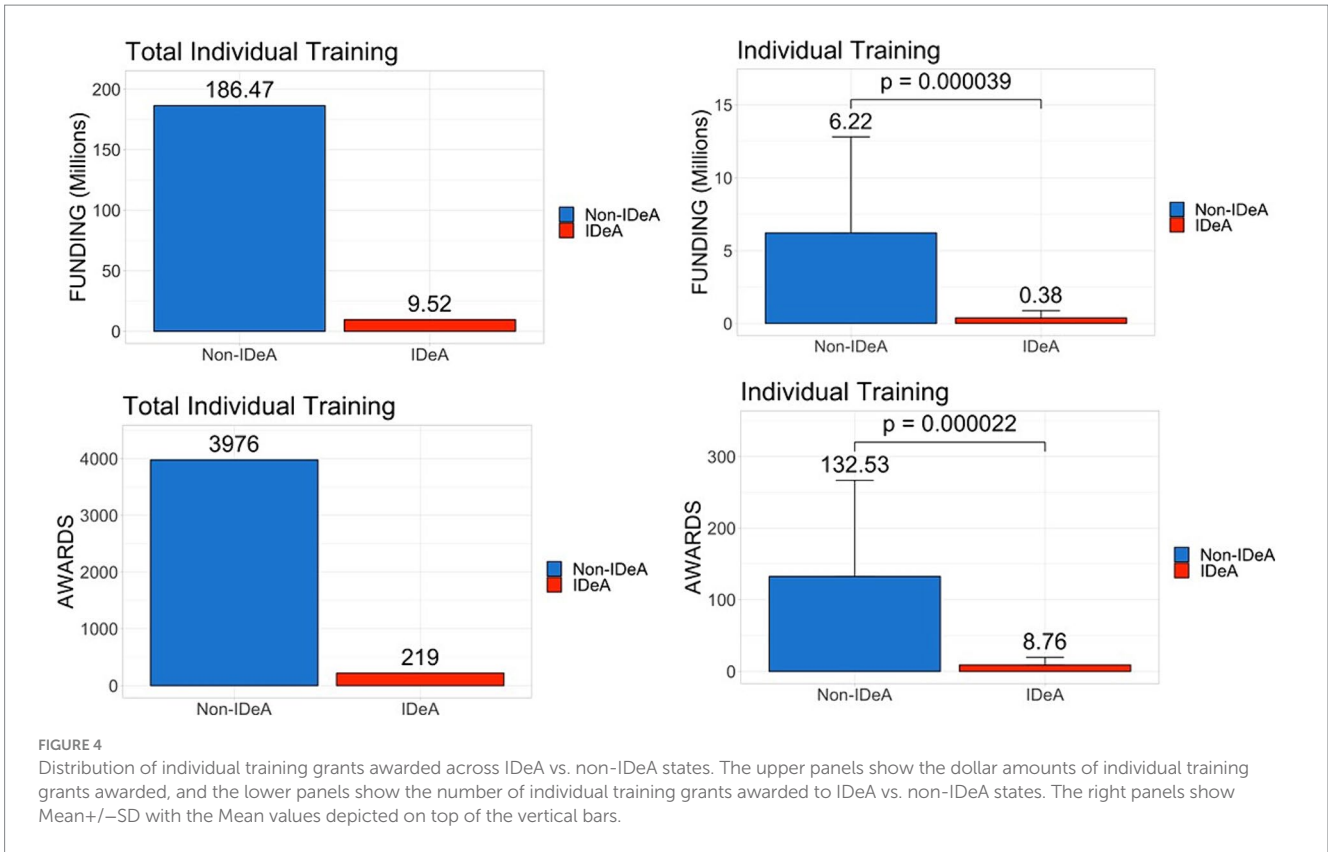 Total Individual Training
FUNDING (Millions)
200
150
100
50
0
186.47
9.52
Non-IDeA
IDeA
Non-IDeA
IDeA
Individual Training
FUNDING (Millions)
15
10
5
0
p = 0.000039
6.22
0.38
Non-IDeA
IDeA
Non-IDeA
IDeA
Total Individual Training
AWARDS
4000
3000
2000
1000
0
3976
219
Non-IDeA
IDeA
Non-IDeA
IDeA
Individual Training
AWARDS
300
200
100
0
p = 0.000022
132.53
8.76
Non-IDeA
IDeA
Non-IDeA
IDeA
FIGURE 4
Distribution of individual training grants awarded across IDeA vs. non-IDeA states. The upper panels show the dollar amounts of individual training
grants awarded, and the lower panels show the number of individual training grants awarded to IDeA vs. non-IDeA states. The right panels show
Mean+/−SD with the Mean values depicted on top of the vertical bars.